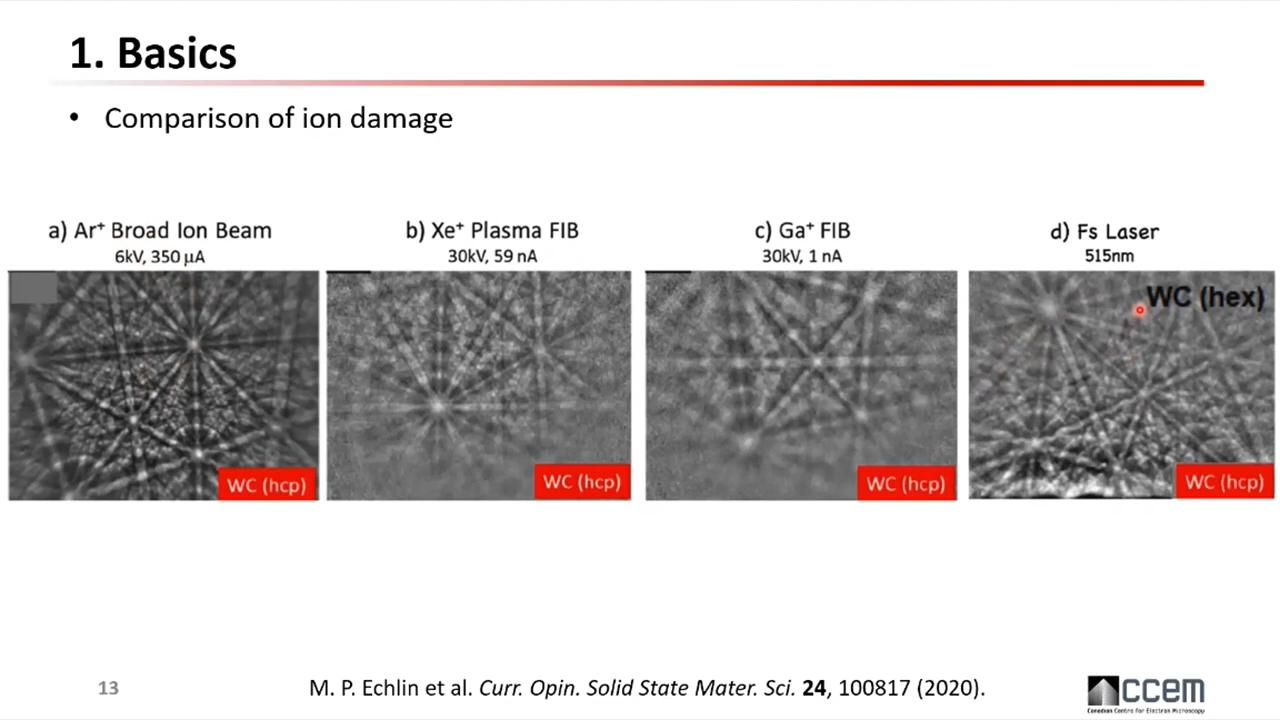 1. Basics
• Comparison of ion damage
a) Ar⁺ Broad Ion Beam
6kV, 350 µA
b) Xe⁺ Plasma FIB
30kV, 59 nA
c) Ga⁺ FIB
30kV, 1 nA
d) Fs Laser
515nm
WC (hex)
WC (hcp)
WC (hcp)
WC (hcp)
WC (hcp)
13
M. P. Echlin et al. Curr. Opin. Solid State Mater. Sci. 24, 100817 (2020).
ccem
Canadian Centre for Electron Microscopy